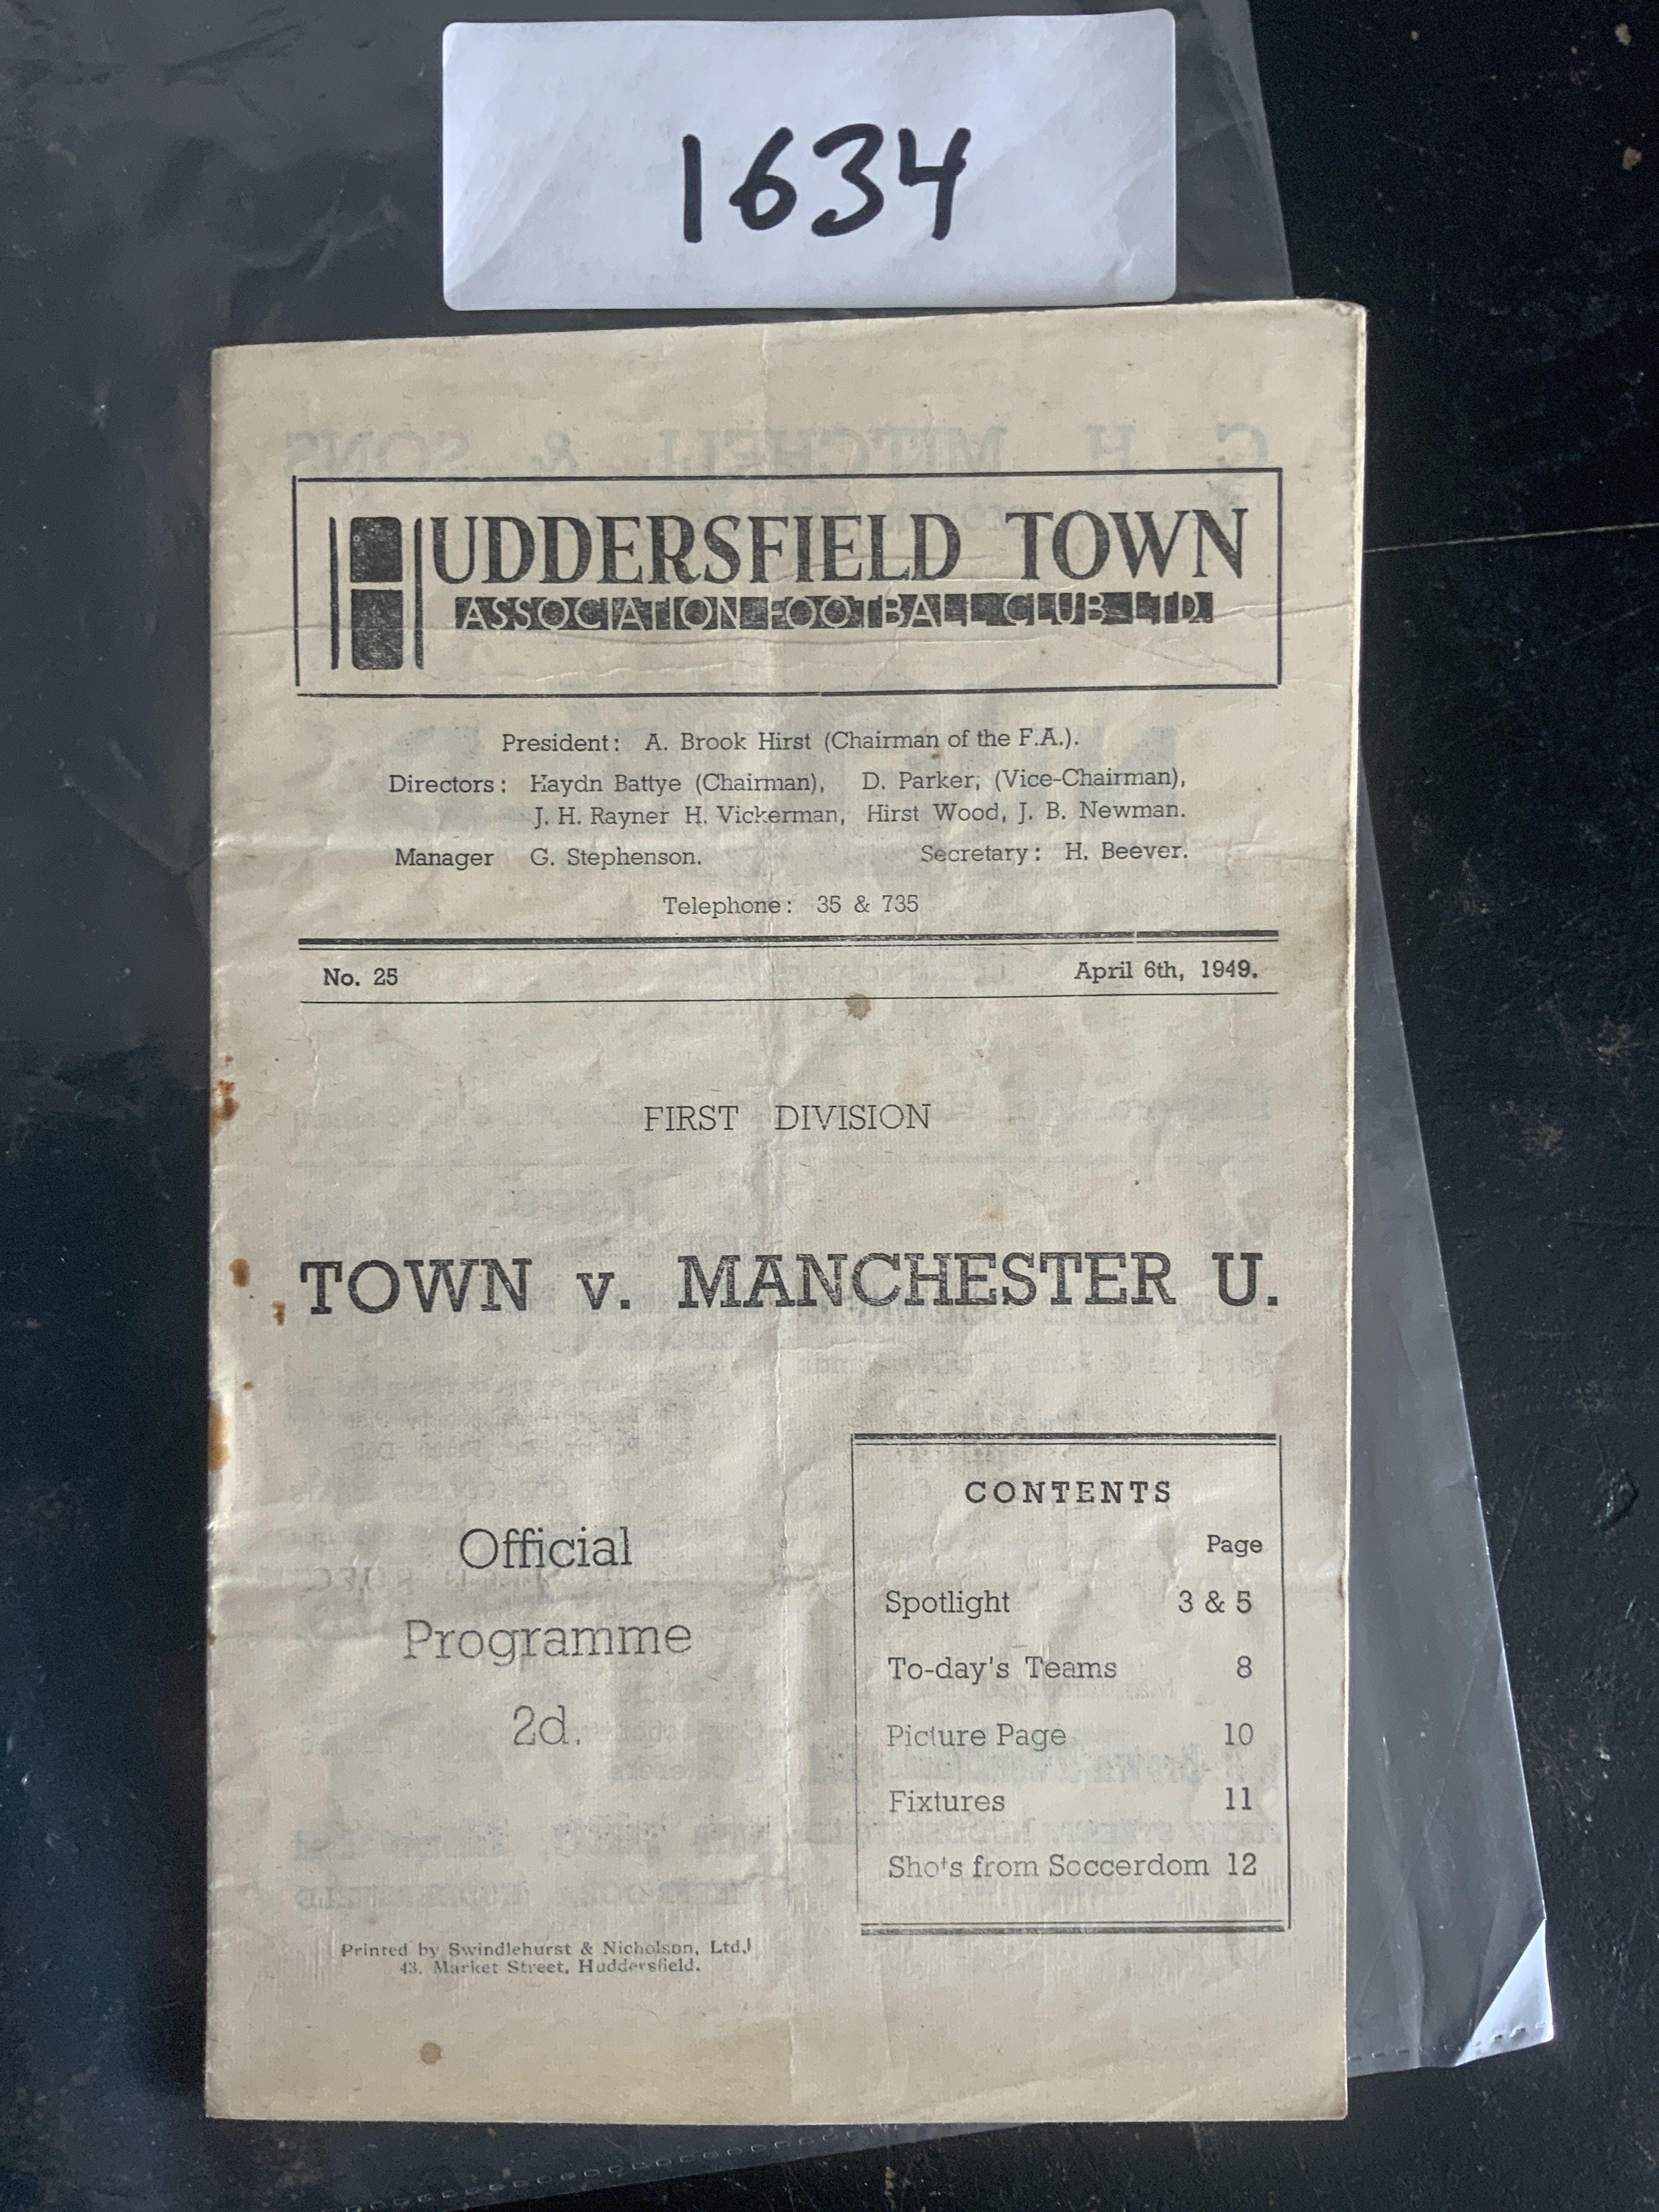 1634
HUDDERSFIELD TOWN
ASSOCIATION FOOTBALL CLUB LTD.
President: A. Brook Hirst (Chairman of the F.A.).
Directors: Haydn Battye (Chairman), D. Parker, (Vice-Chairman),
J. H. Rayner H. Vickerman, Hirst Wood, J. B. Newman.
Manager G. Stephenson. Secretary: H. Beever.
Telephone: 35 & 735
No. 25 April 6th, 1949.
FIRST DIVISION
TOWN v. MANCHESTER U.
Official
Programme
2d.
CONTENTS
Page
Spotlight 3 & 5
To-day's Teams 8
Picture Page 10
Fixtures 11
Shots from Soccerdom 12
Printed by Swindlehurst & Nicholson, Ltd,
43, Market Street, Huddersfield.
G H MITCHELL & SONS